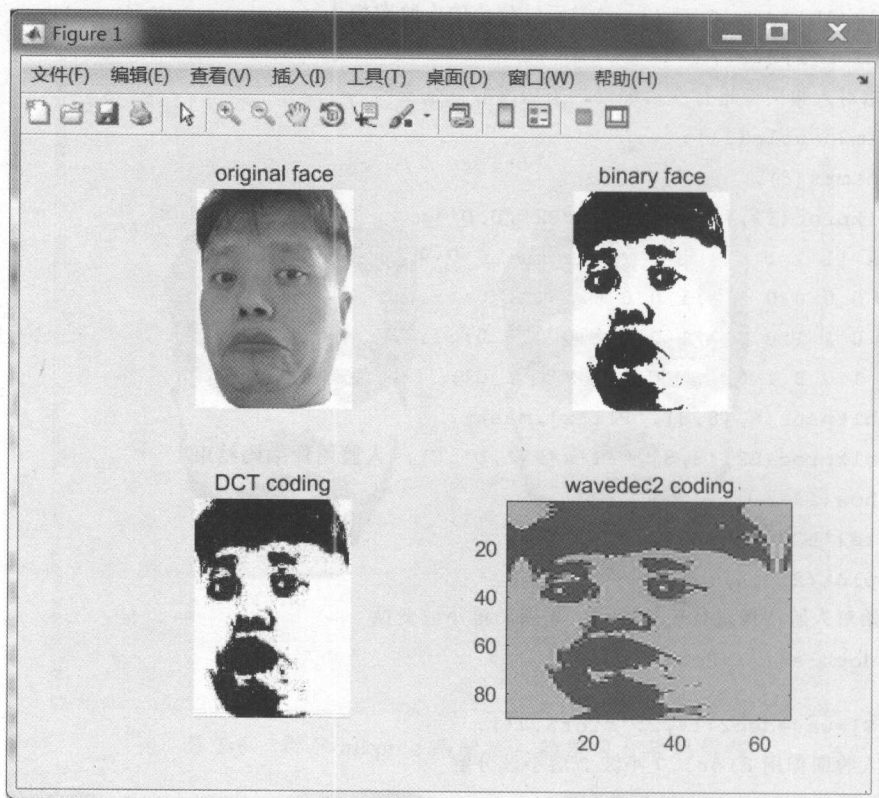 Figure 1
文件(F) 编辑(E) 查看(V) 插入(I) 工具(T) 桌面(D) 窗口(W) 帮助(H)
original face
binary face
DCT coding
wavedec2 coding
20
40
60
80
20 40 60